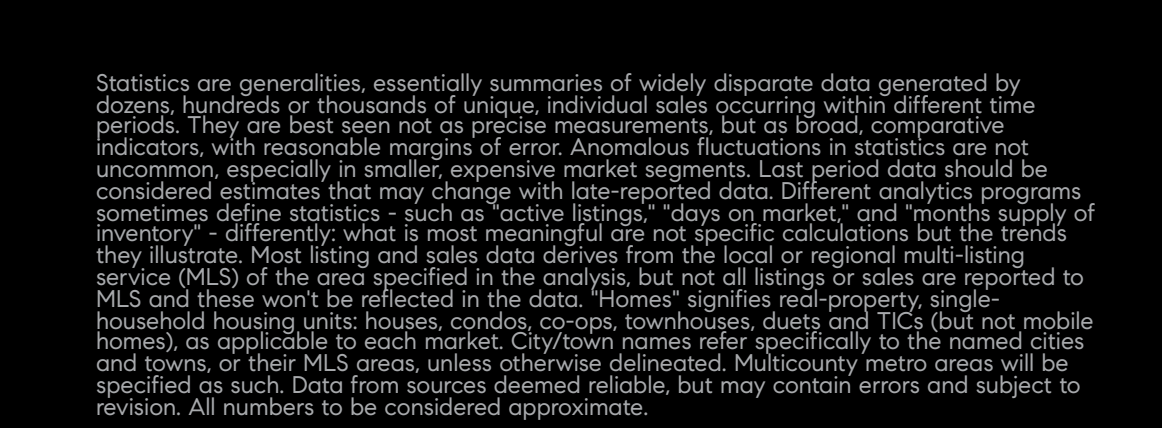 Statistics are generalities, essentially summaries of widely disparate data generated by
dozens, hundreds or thousands of unique, individual sales occurring within different time
periods. They are best seen not as precise measurements, but as broad, comparative
indicators, with reasonable margins of error. Anomalous fluctuations in statistics are not
uncommon, especially in smaller, expensive market segments. Last period data should be
considered estimates that may change with late-reported data. Different analytics programs
sometimes define statistics - such as "active listings," "days on market," and "months supply of
inventory" - differently: what is most meaningful are not specific calculations but the trends
they illustrate. Most listing and sales data derives from the local or regional multi-listing
service (MLS) of the area specified in the analysis, but not all listings or sales are reported to
MLS and these won't be reflected in the data. "Homes" signifies real-property, single-
household housing units: houses, condos, co-ops, townhouses, duets and TICs (but not mobile
homes), as applicable to each market. City/town names refer specifically to the named cities
and towns, or their MLS areas, unless otherwise delineated. Multicounty metro areas will be
specified as such. Data from sources deemed reliable, but may contain errors and subject to
revision. All numbers to be considered approximate.